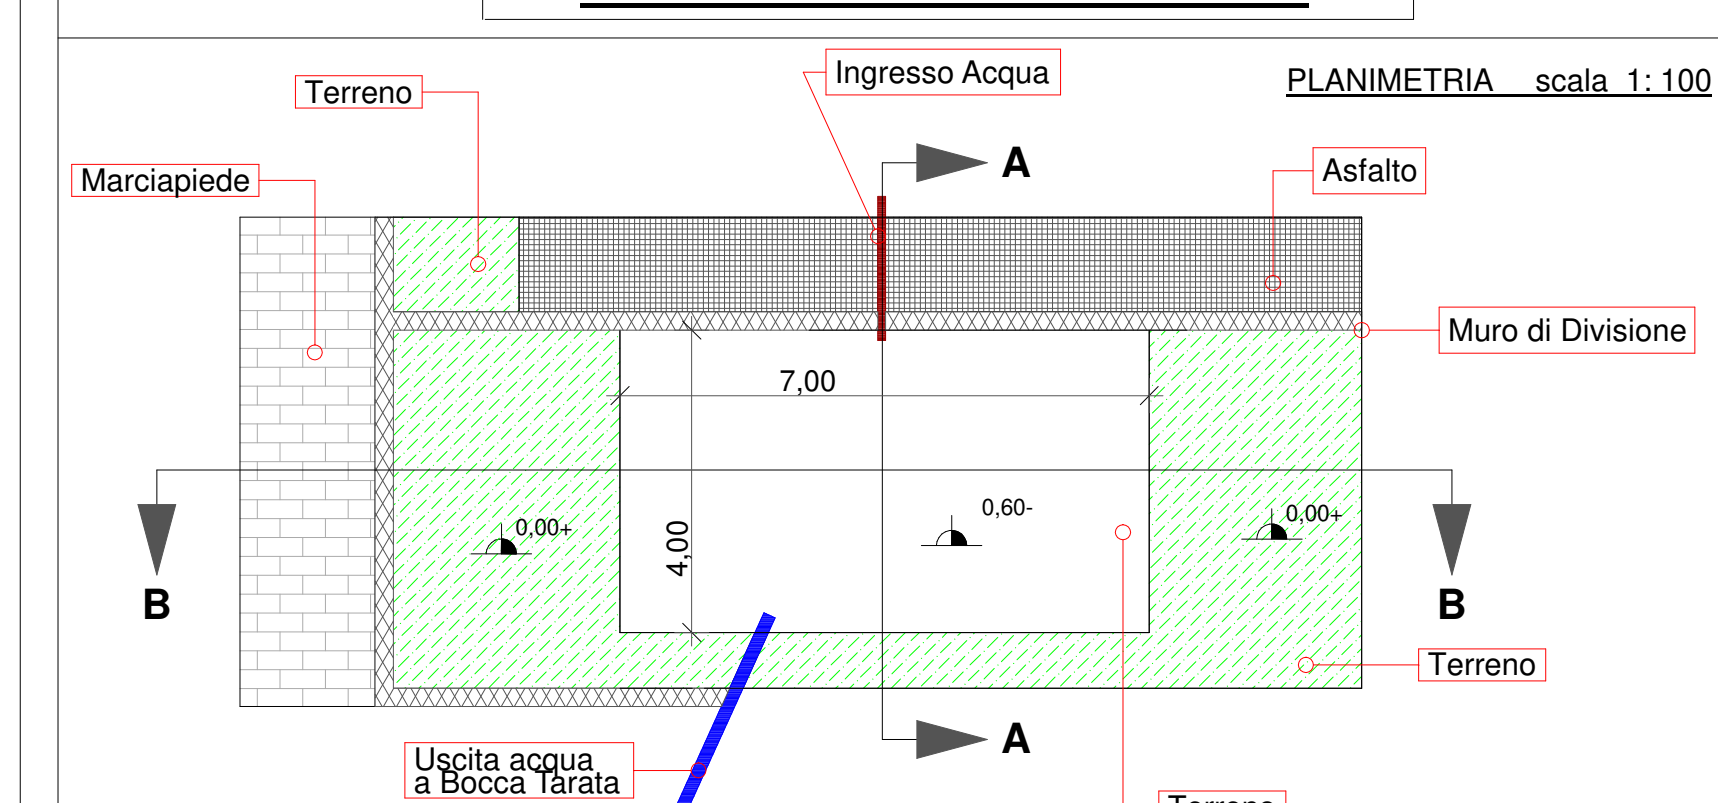 Ingresso Acqua
PLANIMETRIA scala 1: 100
Terreno
A
Asfalto
Marciapiede
Muro di Divisione
7,00
0,60-
0,00+
0,00+
4,00
B
B
Terreno
A
Uscita acqua
a Bocca Tarata
Terreno